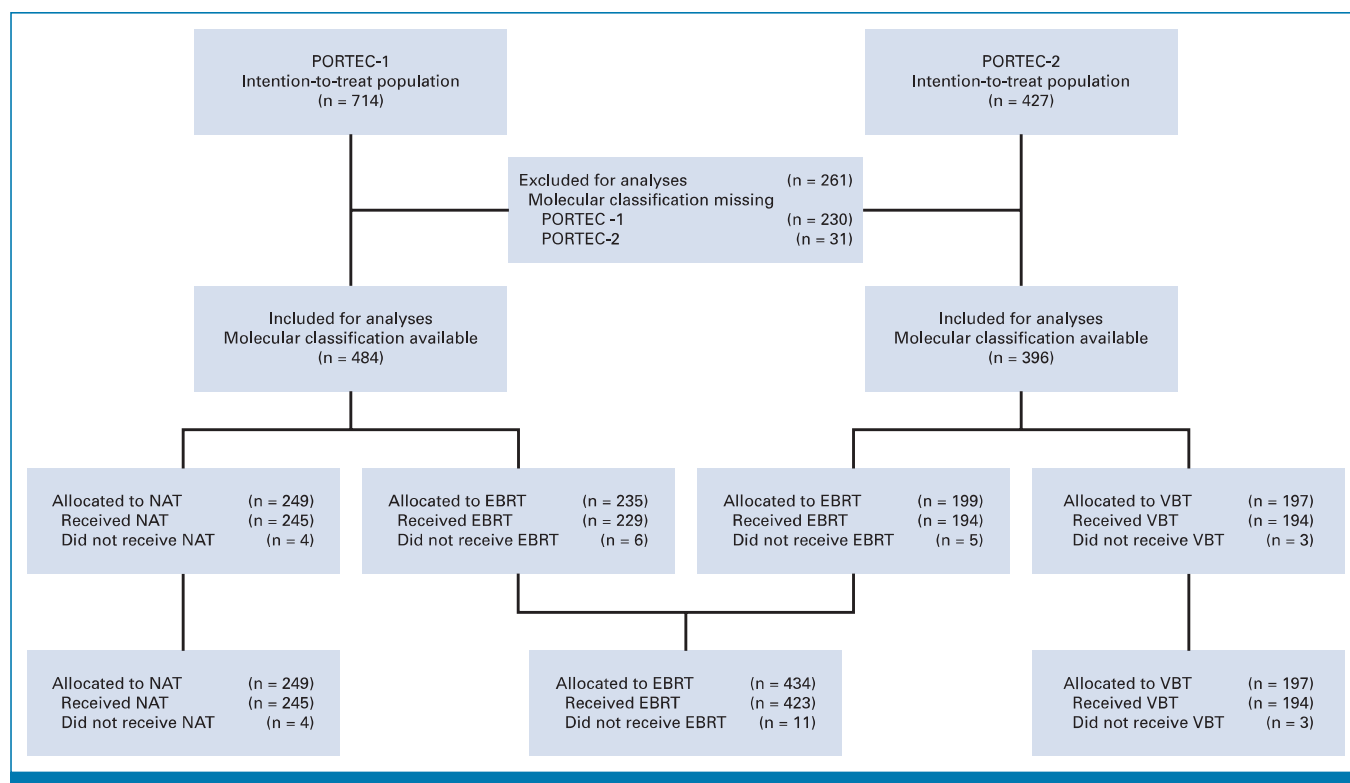 PORTEC-1
Intention-to-treat population
(n = 714)
PORTEC-2
Intention-to-treat population
(n = 427)
Excluded for analyses (n = 261)
Molecular classification missing
PORTEC -1 (n = 230)
PORTEC-2 (n = 31)
Included for analyses
Molecular classification available
(n = 484)
Included for analyses
Molecular classification available
(n = 396)
Allocated to NAT (n = 249)
Received NAT (n = 245)
Did not receive NAT (n = 4)
Allocated to EBRT (n = 235)
Received EBRT (n = 229)
Did not receive EBRT (n = 6)
Allocated to EBRT (n = 199)
Received EBRT (n = 194)
Did not receive EBRT (n = 5)
Allocated to VBT (n = 197)
Received VBT (n = 194)
Did not receive VBT (n = 3)
Allocated to NAT (n = 249)
Received NAT (n = 245)
Did not receive NAT (n = 4)
Allocated to EBRT (n = 434)
Received EBRT (n = 423)
Did not receive EBRT (n = 11)
Allocated to VBT (n = 197)
Received VBT (n = 194)
Did not receive VBT (n = 3)